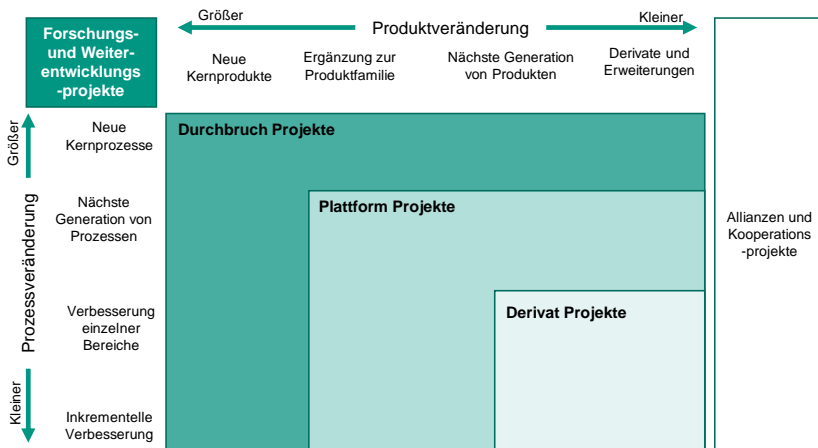 Größer
Produktveränderung
Kleiner
Forschungs-
und Weiter-
entwicklungs
-projekte
Neue
Kernprodukte
Ergänzung zur
Produktfamilie
Nächste Generation
von Produkten
Derivate und
Erweiterungen
Größer
Prozessveränderung
Kleiner
Neue
Kernprozesse
Nächste
Generation von
Prozessen
Verbesserung
einzelner
Bereiche
Inkrementelle
Verbesserung
Durchbruch Projekte
Plattform Projekte
Derivat Projekte
Allianzen und
Kooperations
-projekte